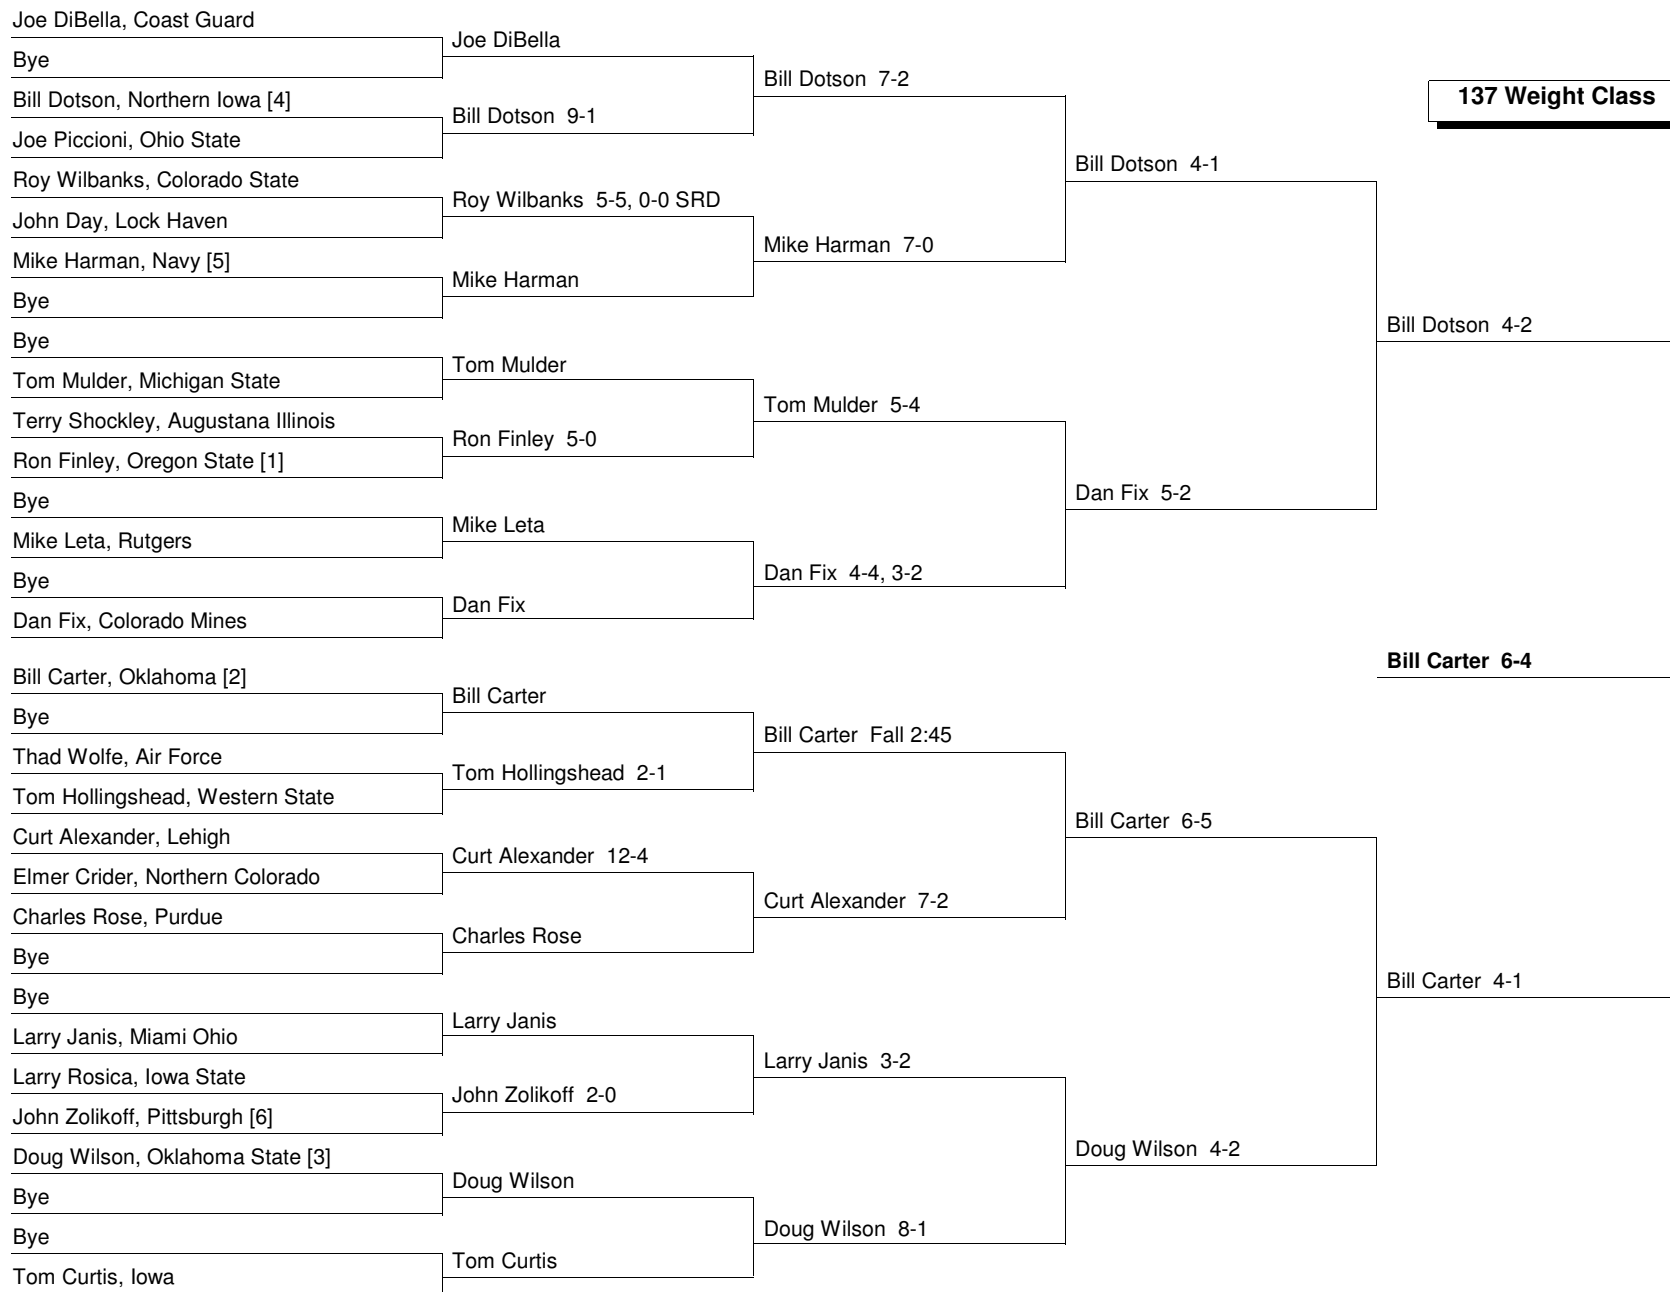 Joe DiBella, Coast Guard
Bye
Bill Dotson, Northern Iowa [4]
Joe Piccioni, Ohio State
Roy Wilbanks, Colorado State
John Day, Lock Haven
Mike Harman, Navy [5]
Bye
Bye
Tom Mulder, Michigan State
Terry Shockley, Augustana Illinois
Ron Finley, Oregon State [1]
Bye
Mike Leta, Rutgers
Bye
Dan Fix, Colorado Mines
Bill Carter, Oklahoma [2]
Bye
Thad Wolfe, Air Force
Tom Hollingshead, Western State
Curt Alexander, Lehigh
Elmer Crider, Northern Colorado
Charles Rose, Purdue
Bye
Bye
Larry Janis, Miami Ohio
Larry Rosica, Iowa State
John Zolikoff, Pittsburgh [6]
Doug Wilson, Oklahoma State [3]
Bye
Bye
Tom Curtis, Iowa
Joe DiBella
Bill Dotson 9-1
Roy Wilbanks 5-5, 0-0 SRD
Mike Harman
Tom Mulder
Ron Finley 5-0
Mike Leta
Dan Fix
Bill Carter
Tom Hollingshead 2-1
Curt Alexander 12-4
Charles Rose
Larry Janis
John Zolikoff 2-0
Doug Wilson
Tom Curtis
Bill Dotson 7-2
Mike Harman 7-0
Tom Mulder 5-4
Dan Fix 4-4, 3-2
Bill Carter Fall 2:45
Curt Alexander 7-2
Larry Janis 3-2
Doug Wilson 8-1
Bill Dotson 4-1
Dan Fix 5-2
Bill Carter 6-5
Doug Wilson 4-2
137 Weight Class
Bill Dotson 4-2
Bill Carter 6-4
Bill Carter 4-1